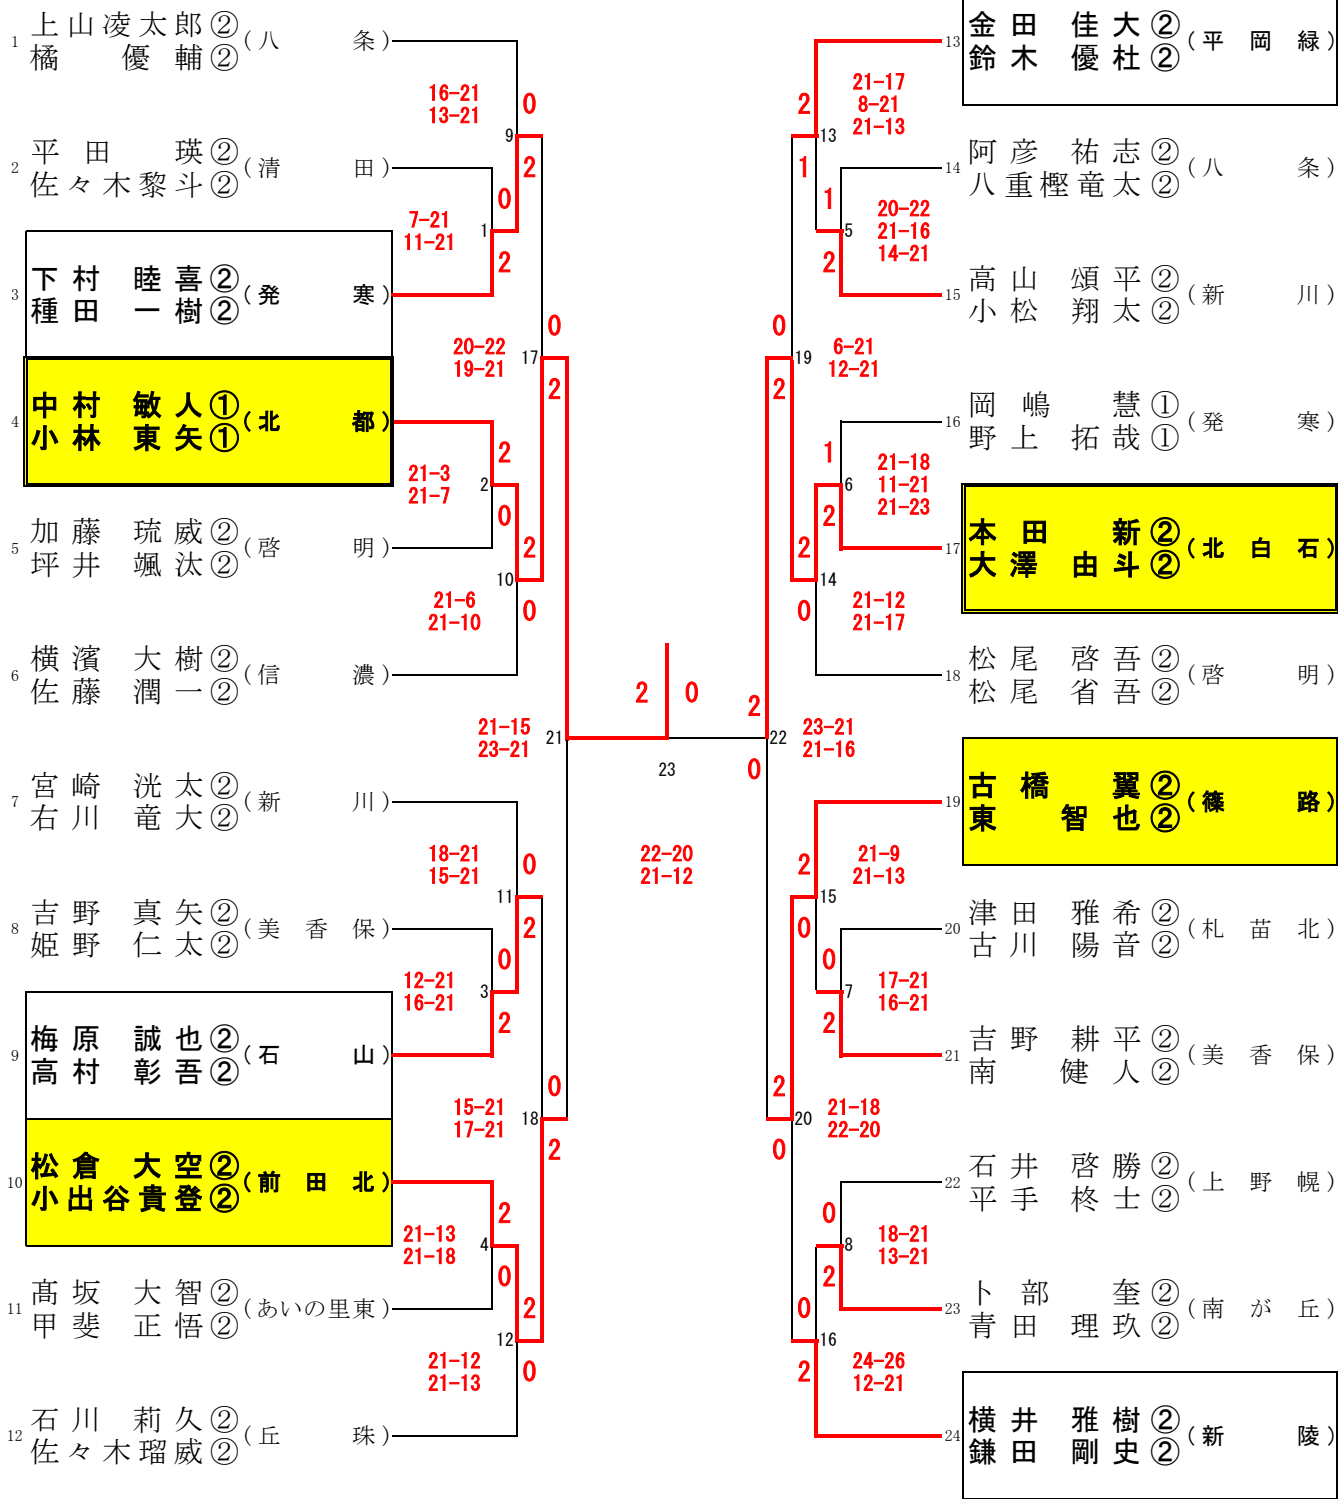 1 上山凌太郎② (八条)
橘優輔②
2 平田瑛② (清田)
佐々木黎斗②
3 下村睦喜② (発寒)
種田一樹②
4 中村敏人① (北都)
小林東矢①
5 加藤琉威② (啓明)
坪井颯汰②
6 横濱大樹② (信濃)
佐藤潤一②
7 宮崎洸太② (新川)
右川竜大②
8 吉野真矢② (美香保)
姫野仁太②
9 梅原誠也② (石山)
高村彰吾②
10 松倉大空② (前田北)
小出谷貴登②
11 髙坂大智② (あいの里東)
甲斐正悟②
12 石川莉久② (丘珠)
佐々木瑠威②
16-21 0
13-21
9
2
0
7-21
11-21
1
2
0
20-22
19-21
17
2
2
21-3
21-7
2
0
2
10
21-6
21-10
0
21-15
23-21
21
18-21
15-21
0
11
2
0
12-21
16-21
3
2
0
15-21
17-21
18
2
2
21-13
21-18
4
0
2
12
21-12
21-13
0
2 0
23
22-20
21-12
2
22
23-21
21-16
0
2
21-17
8-21
21-13
13
1
1
20-22
21-16
14-21
5
2
0
19
6-21
12-21
2
1
21-18
11-21
21-23
6
2
2
14
21-12
21-17
0
2
21-9
21-13
15
0
0
17-21
16-21
7
2
2
20
21-18
22-20
0
0
18-21
13-21
8
2
0
16
24-26
12-21
2
13 金田佳大② (平岡緑)
鈴木優杜②
14 阿彦祐志② (八条)
八重樫竜太②
15 高山頌平② (新川)
小松翔太②
16 岡嶋慧① (発寒)
野上拓哉①
17 本田新② (北白石)
大澤由斗②
18 松尾啓吾② (啓明)
松尾省吾②
19 古橋翼② (篠路)
東智也②
20 津田雅希② (札苗北)
古川陽音②
21 吉野耕平② (美香保)
南健人②
22 石井啓勝② (上野幌)
平手柊士②
23 卜部奎② (南が丘)
青田理玖②
24 横井雅樹② (新陵)
鎌田剛史②